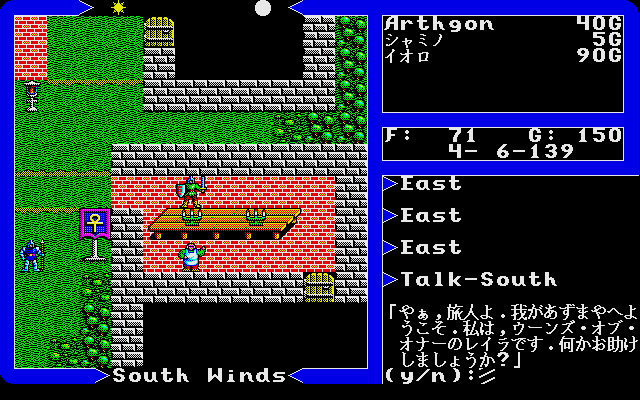 Arthgon 40G
シャミノ 5G
イオロ 90G
F: 71 G: 150
4- 6-139
East
East
East
Talk-South
「やぁ,旅人よ.我があずまやへよ
うこそ.私は,ウーンズ・オブ・
オナーのレイラです.何かお助け
しましょうか?」
(y/n):
South Winds